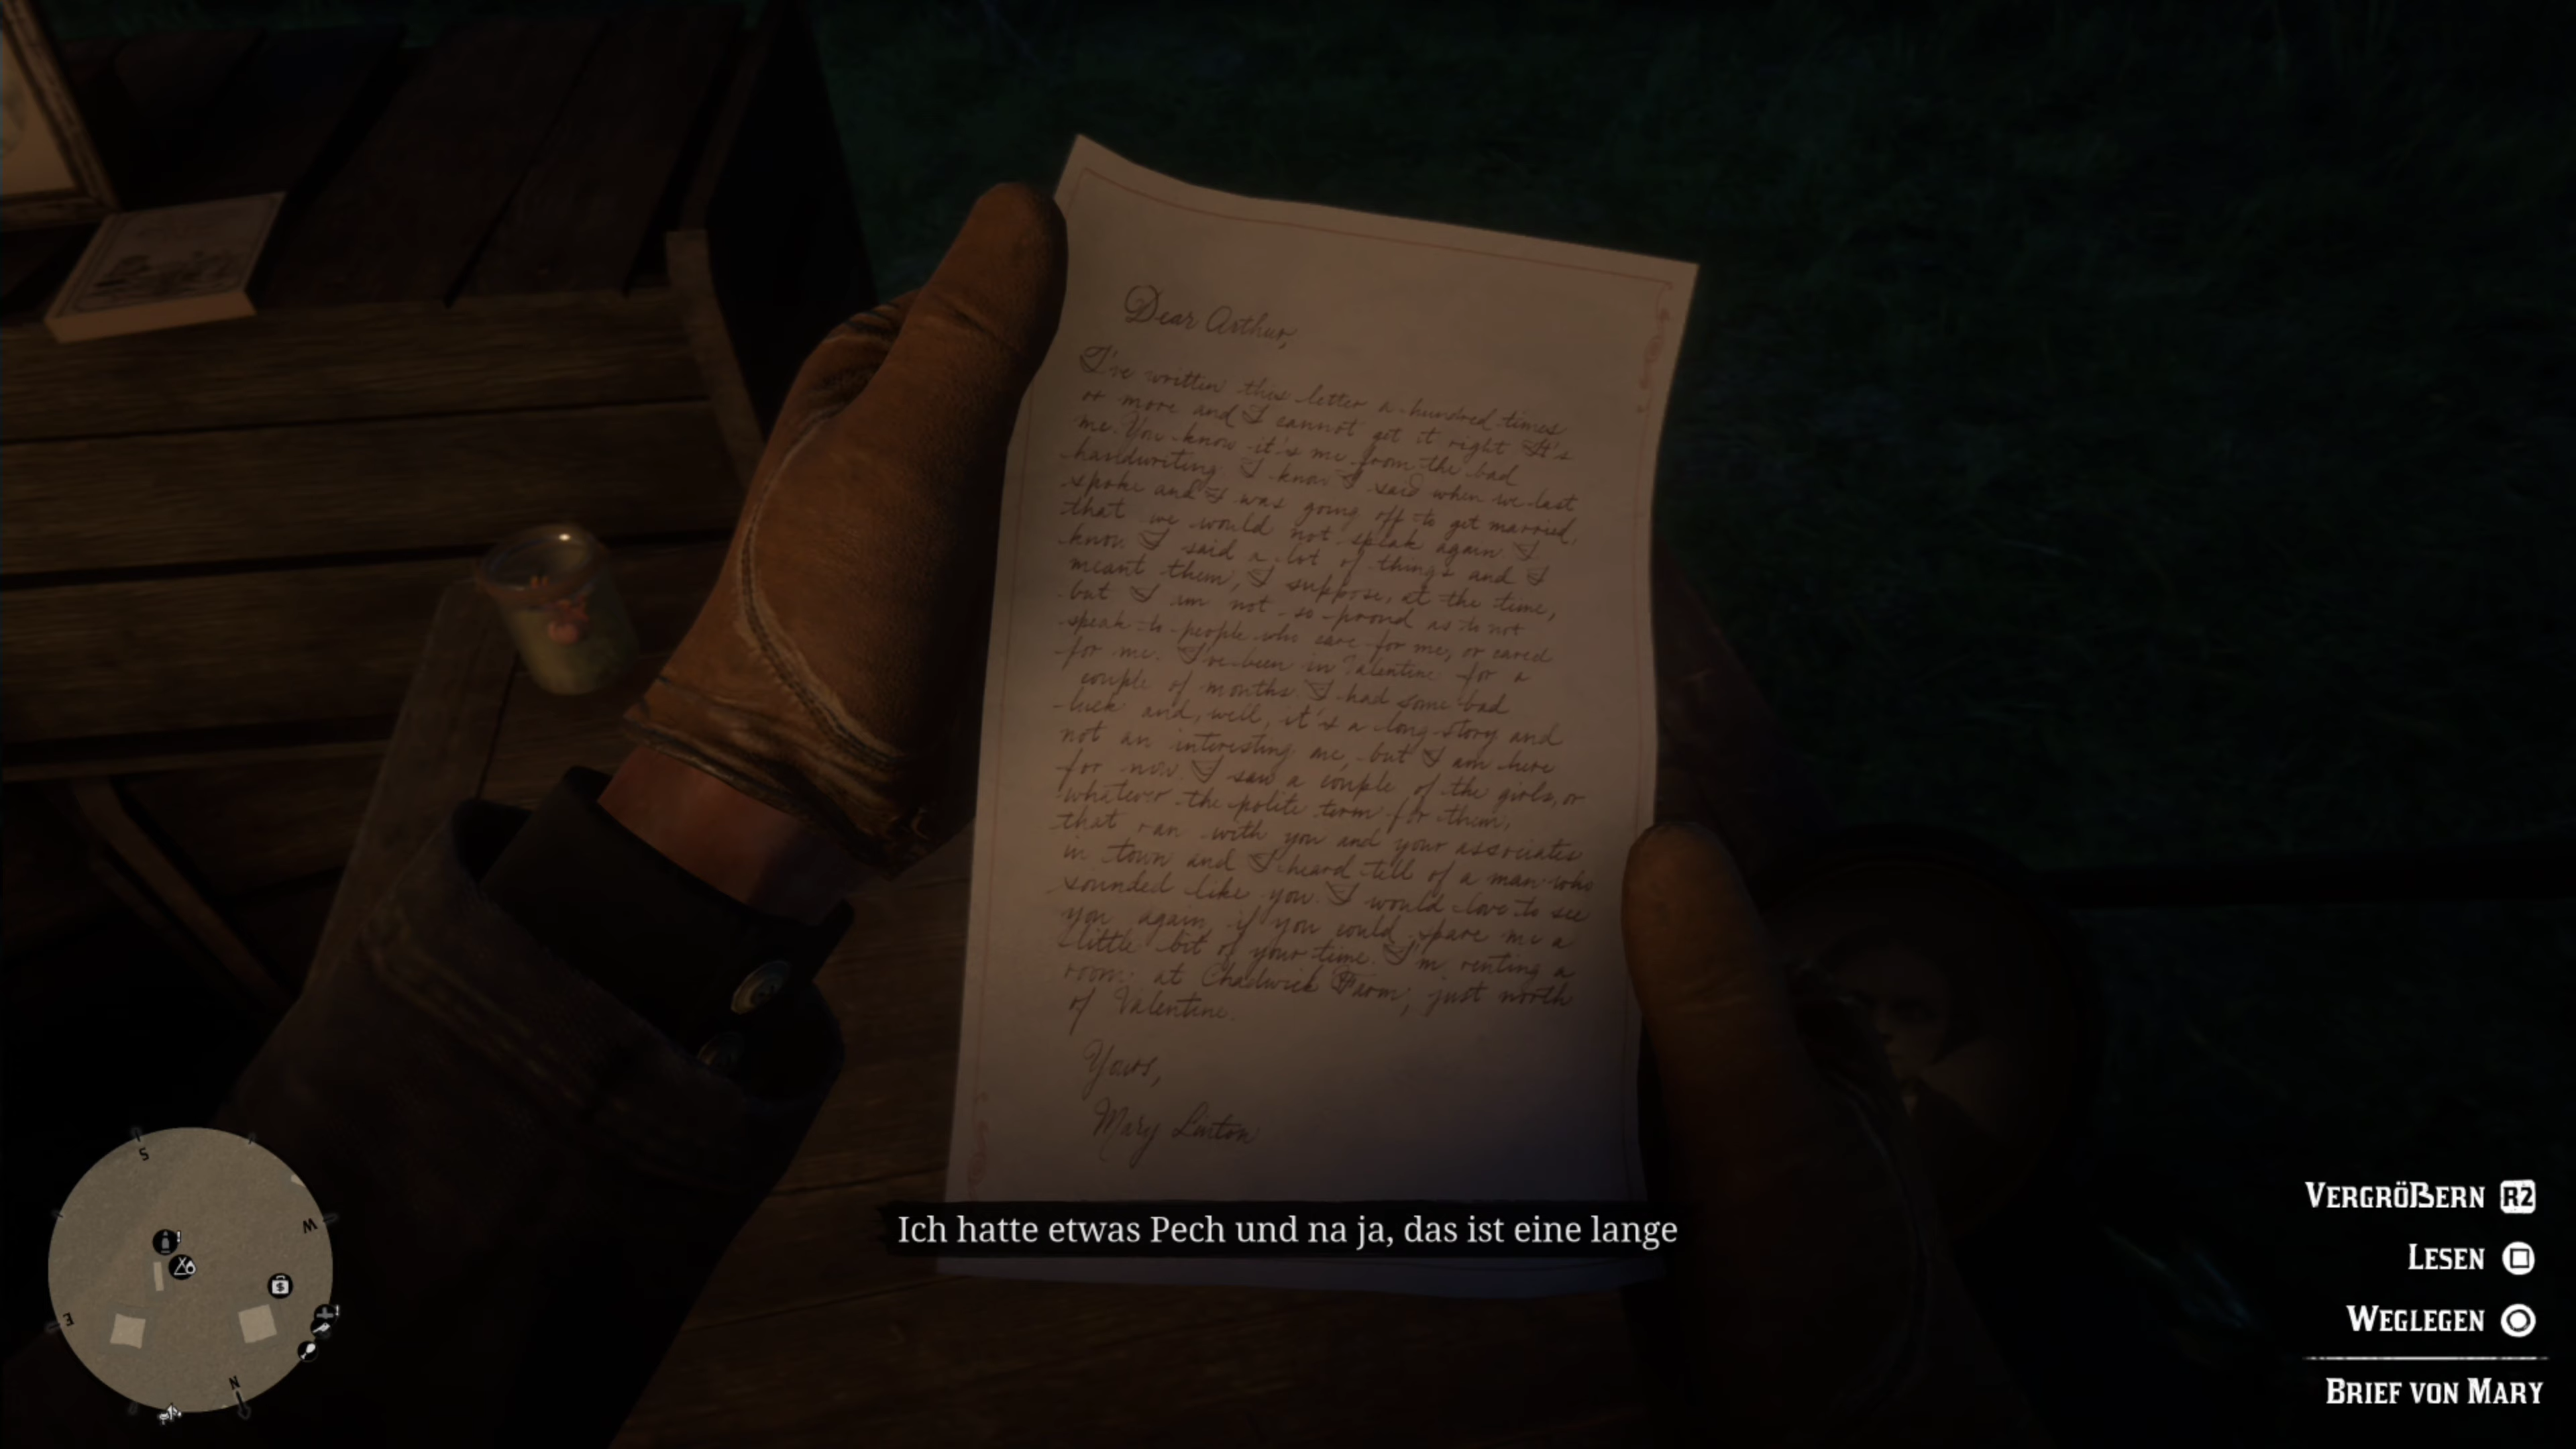 Dear Arthur,
I've written this letter a hundred times
or more and I cannot get it right It's
me. You know it's me from the bad
handwriting I know I said when we last
spoke and I was going off to get married,
that we would not speak again I
know I said a lot of things and I
meant them, I suppose, at the time,
but I am not so proud as to not
speak to people who care for me, or cared
for me. I've been in Valentine for a
couple of months I had some bad
luck and, well, it's a long story and
not an interesting one, but I am here
for now. I saw a couple of the girls, or
whatever the polite term for them,
that ran with you and your associates
in town and I heard tell of a man who
sounded like you I would love to see
you again, if you could spare me a
little bit of your time. I'm renting a
room at Chadwick Farm, just north
of Valentine.
Yours,
Mary Linton
Ich hatte etwas Pech und na ja, das ist eine lange
S
W
E
N
VERGRÖẞERN R2
LESEN
WEGLEGEN
BRIEF VON MARY